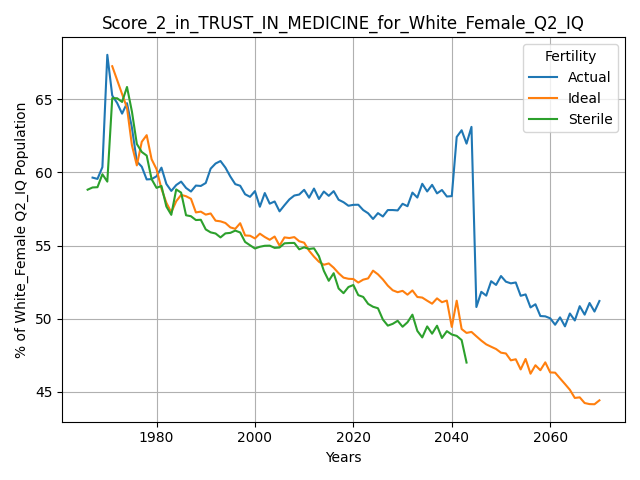 Score_2_in_TRUST_IN_MEDICINE_for_White_Female_Q2_IQ
% of White_Female Q2_IQ Population
65
60
55
50
45
Fertility
Actual
Ideal
Sterile
1980
2000
2020
2040
2060
Years